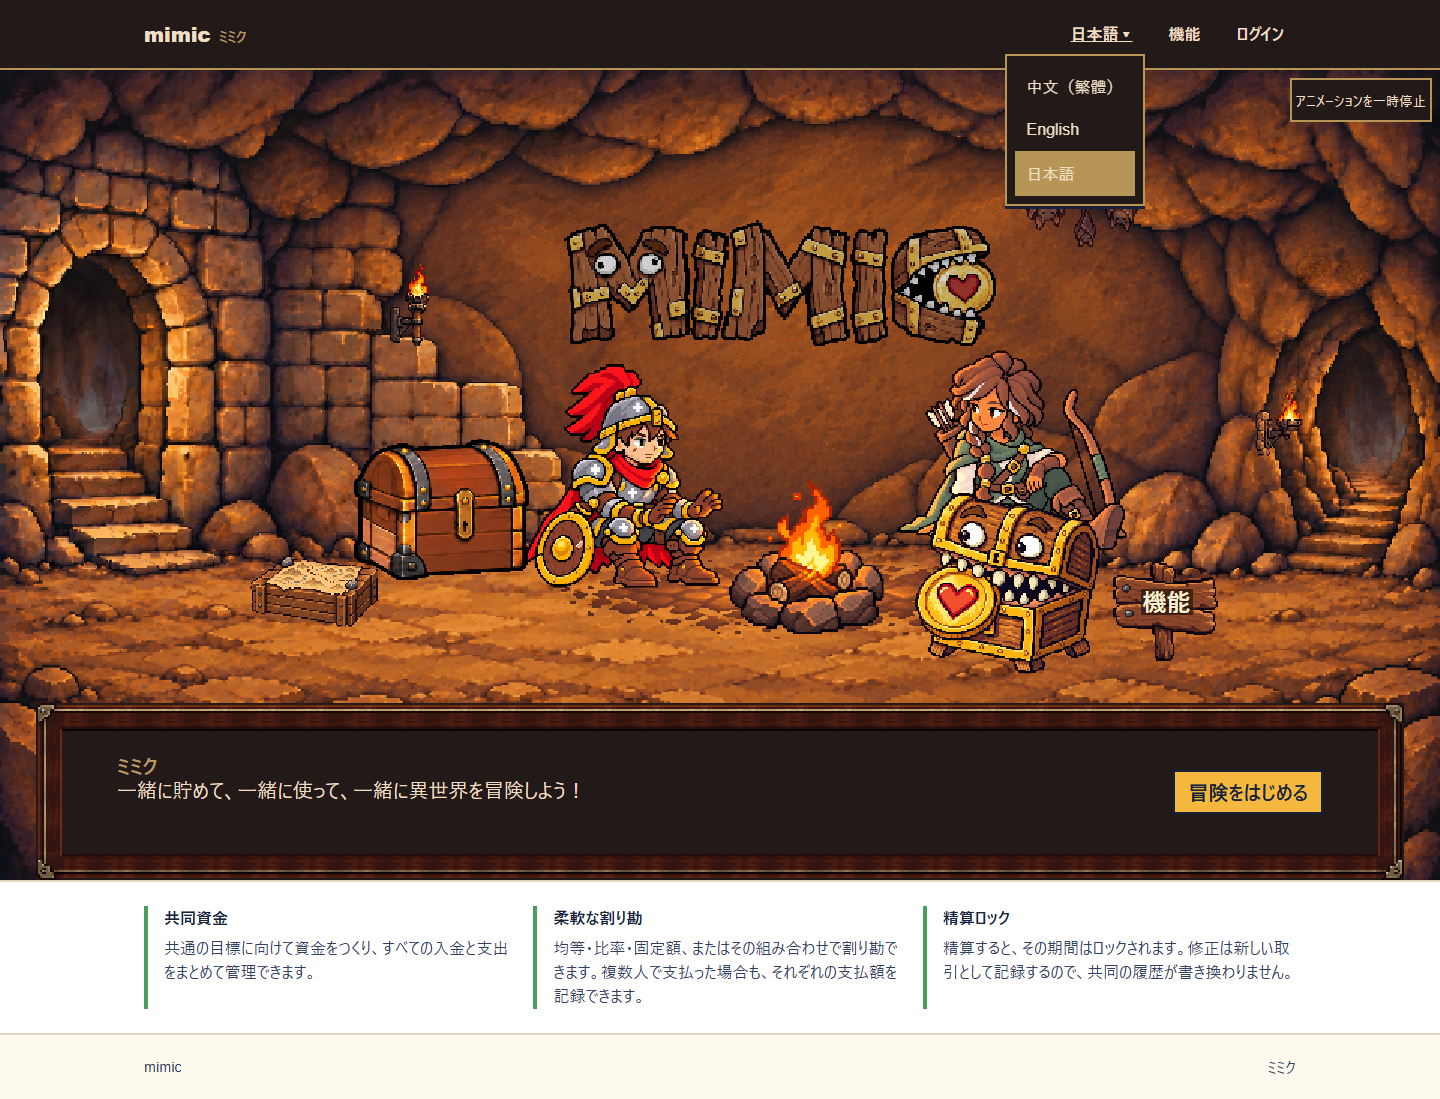 mimic ミミク
日本語 ▾ 機能 ログイン
中文（繁體）
English
日本語
アニメーションを一時停止
MIMIC
機能
ミミク
一緒に貯めて、一緒に使って、一緒に異世界を冒険しよう！
冒険をはじめる
共同資金
共通の目標に向けて資金をつくり、すべての入金と支出
をまとめて管理できます。
柔軟な割り勘
均等・比率・固定額、またはその組み合わせで割り勘で
きます。複数人で支払った場合も、それぞれの支払額を
記録できます。
精算ロック
精算すると、その期間はロックされます。修正は新しい取
引として記録するので、共同の履歴が書き換わりません。
mimic
ミミク